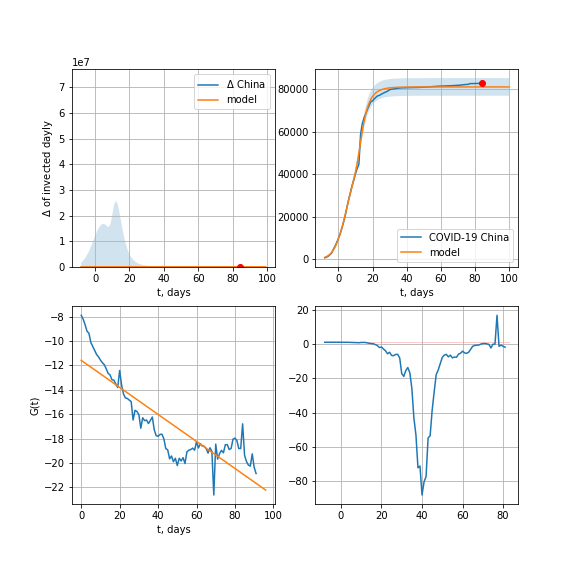 1e7
7
6
5
4
3
2
1
0
Δ of invected dayly
Δ China
model
0 20 40 60 80 100
t, days
80000
60000
40000
20000
0
COVID-19 China
model
0 20 40 60 80 100
t, days
−8
−10
−12
−14
−16
−18
−20
−22
G(t)
0 20 40 60 80 100
t, days
20
0
−20
−40
−60
−80
0 20 40 60 80